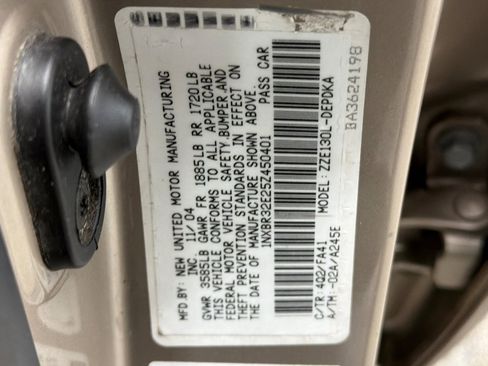 MFD.BY: NEW UNITED MOTOR MANUFACTURING
INC. 11/04
GVWR 3585LB GAWR FR 1885LB RR 1720LB
THIS VEHICLE CONFORMS TO ALL APPLICABLE
FEDERAL MOTOR VEHICLE SAFETY, BUMPER, AND
THEFT PREVENTION STANDARDS IN EFFECT ON
THE DATE OF MANUFACTURE SHOWN ABOVE.
1NXBR32E25Z450401 PASS CAR
MODEL: ZZE130L-DEPDKA
C/TR: 4Q2/FA41
A/TM: -02A/A245E
BA3624198